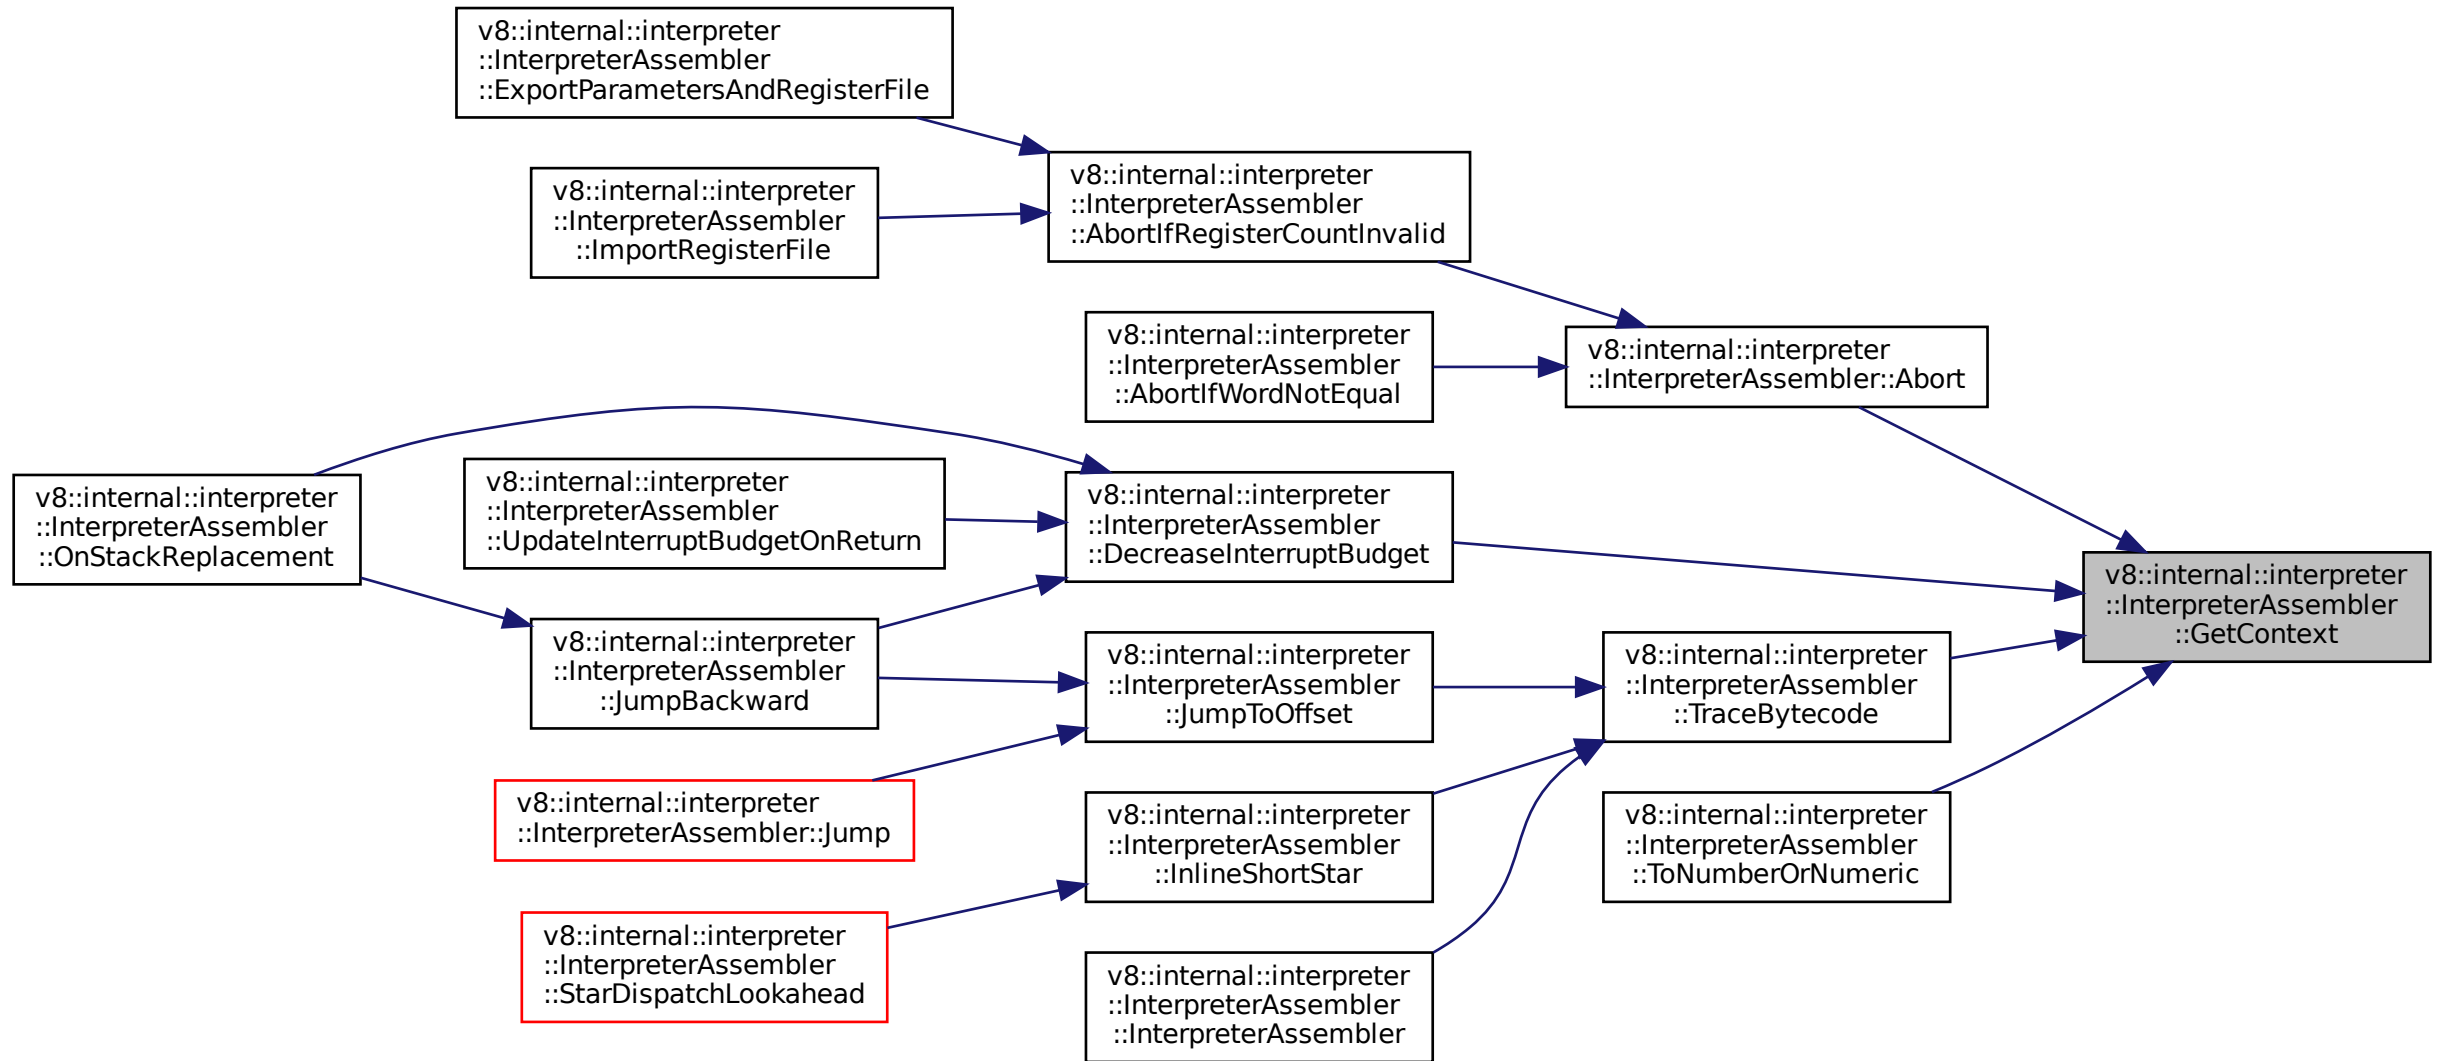 v8::internal::interpreter
::InterpreterAssembler
::ExportParametersAndRegisterFile
v8::internal::interpreter
::InterpreterAssembler
::ImportRegisterFile
v8::internal::interpreter
::InterpreterAssembler
::AbortIfRegisterCountInvalid
v8::internal::interpreter
::InterpreterAssembler
::AbortIfWordNotEqual
v8::internal::interpreter
::InterpreterAssembler::Abort
v8::internal::interpreter
::InterpreterAssembler
::OnStackReplacement
v8::internal::interpreter
::InterpreterAssembler
::UpdateInterruptBudgetOnReturn
v8::internal::interpreter
::InterpreterAssembler
::DecreaseInterruptBudget
v8::internal::interpreter
::InterpreterAssembler
::GetContext
v8::internal::interpreter
::InterpreterAssembler
::JumpBackward
v8::internal::interpreter
::InterpreterAssembler
::JumpToOffset
v8::internal::interpreter
::InterpreterAssembler
::TraceBytecode
v8::internal::interpreter
::InterpreterAssembler::Jump
v8::internal::interpreter
::InterpreterAssembler
::InlineShortStar
v8::internal::interpreter
::InterpreterAssembler
::ToNumberOrNumeric
v8::internal::interpreter
::InterpreterAssembler
::StarDispatchLookahead
v8::internal::interpreter
::InterpreterAssembler
::InterpreterAssembler